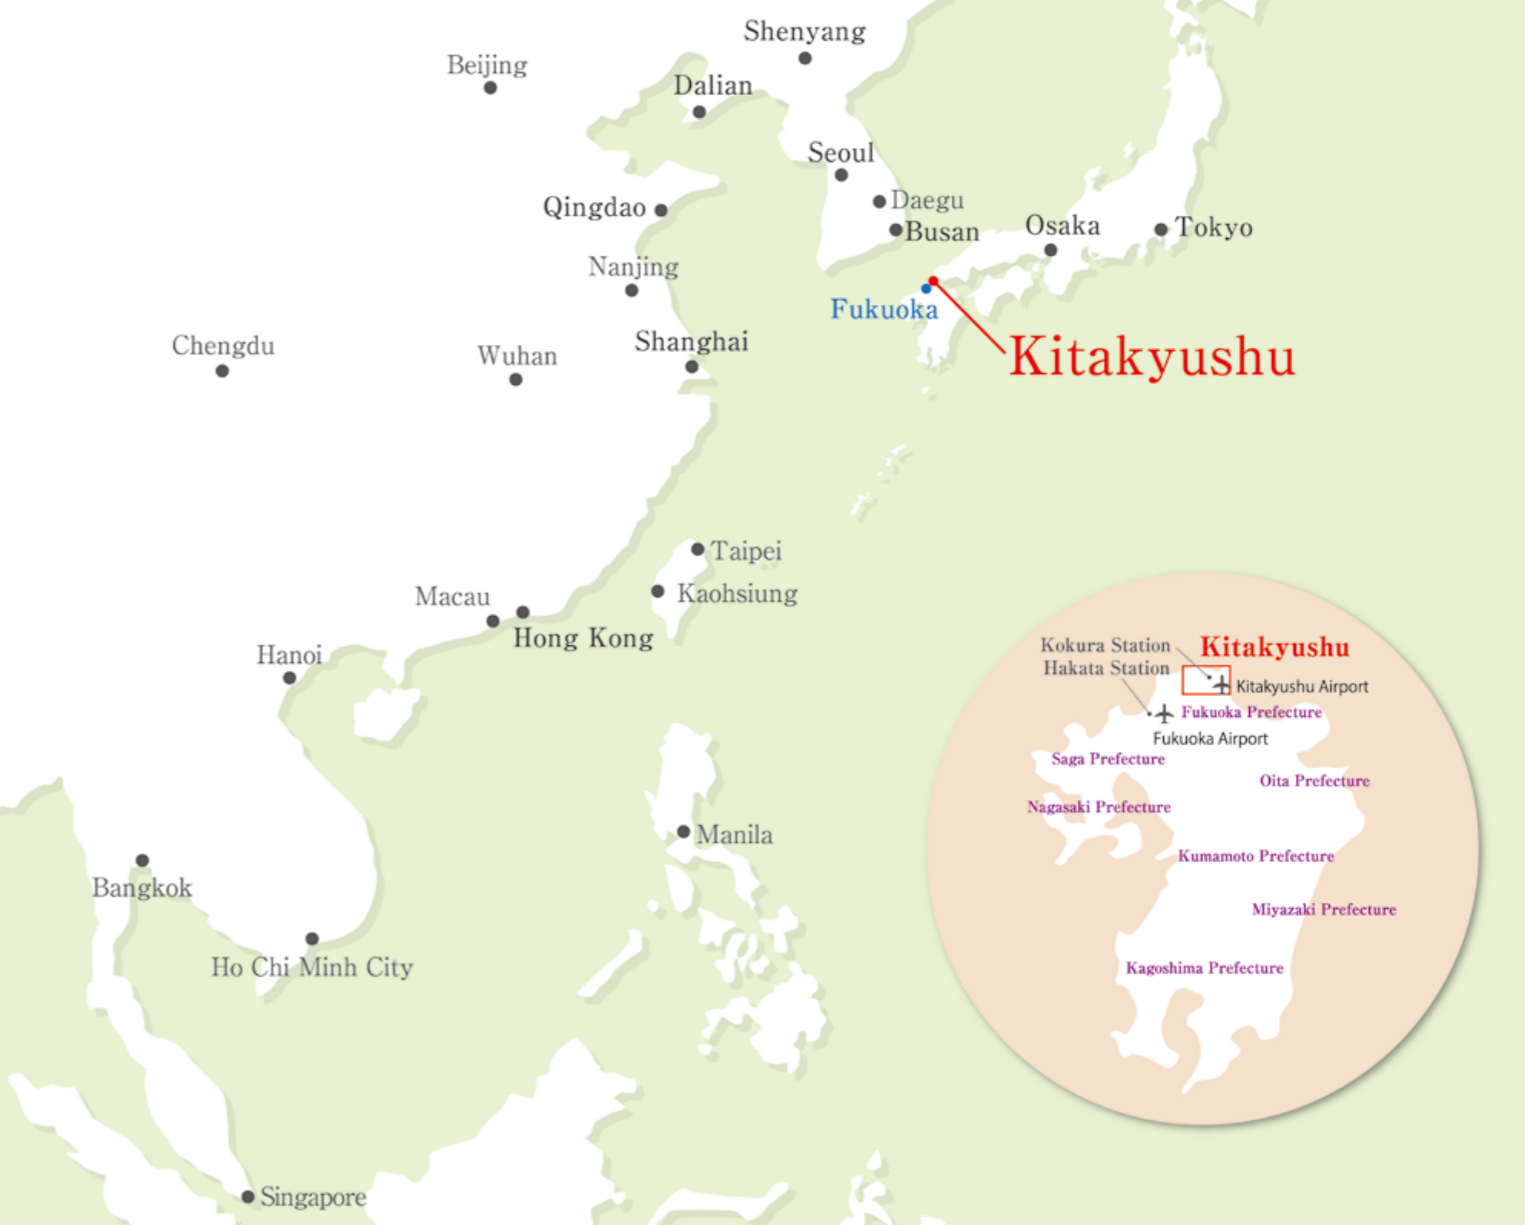 Shenyang
Beijing
Dalian
Seoul
Daegu
Qingdao
Busan
Osaka
Tokyo
Nanjing
Fukuoka
Shanghai
Chengdu
Wuhan
Kitakyushu
Taipei
Kaohsiung
Macau
Hong Kong
Hanoi
Kokura Station
Kitakyushu
Hakata Station
Kitakyushu Airport
Fukuoka Prefecture
Fukuoka Airport
Saga Prefecture
Oita Prefecture
Nagasaki Prefecture
Manila
Kumamoto Prefecture
Bangkok
Miyazaki Prefecture
Ho Chi Minh City
Kagoshima Prefecture
Singapore